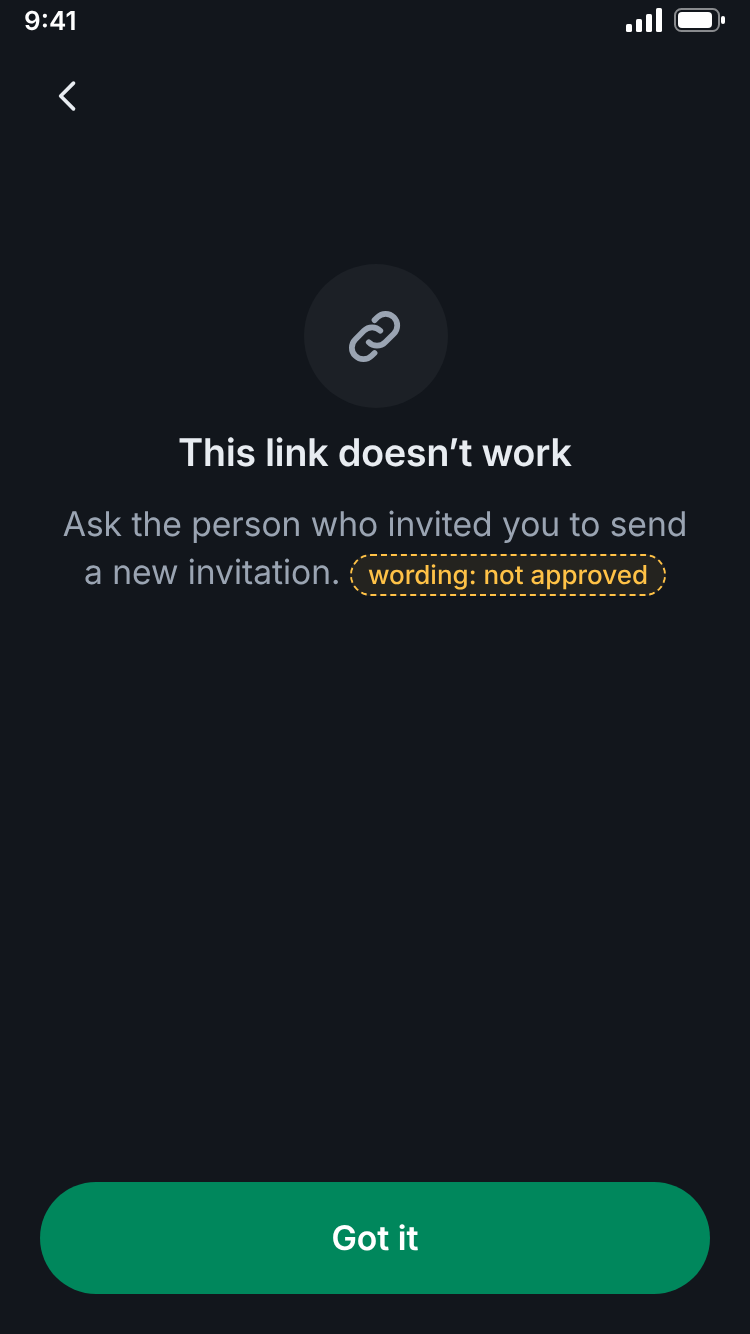 9:41
This link doesn’t work
Ask the person who invited you to send
a new invitation. wording: not approved
Got it